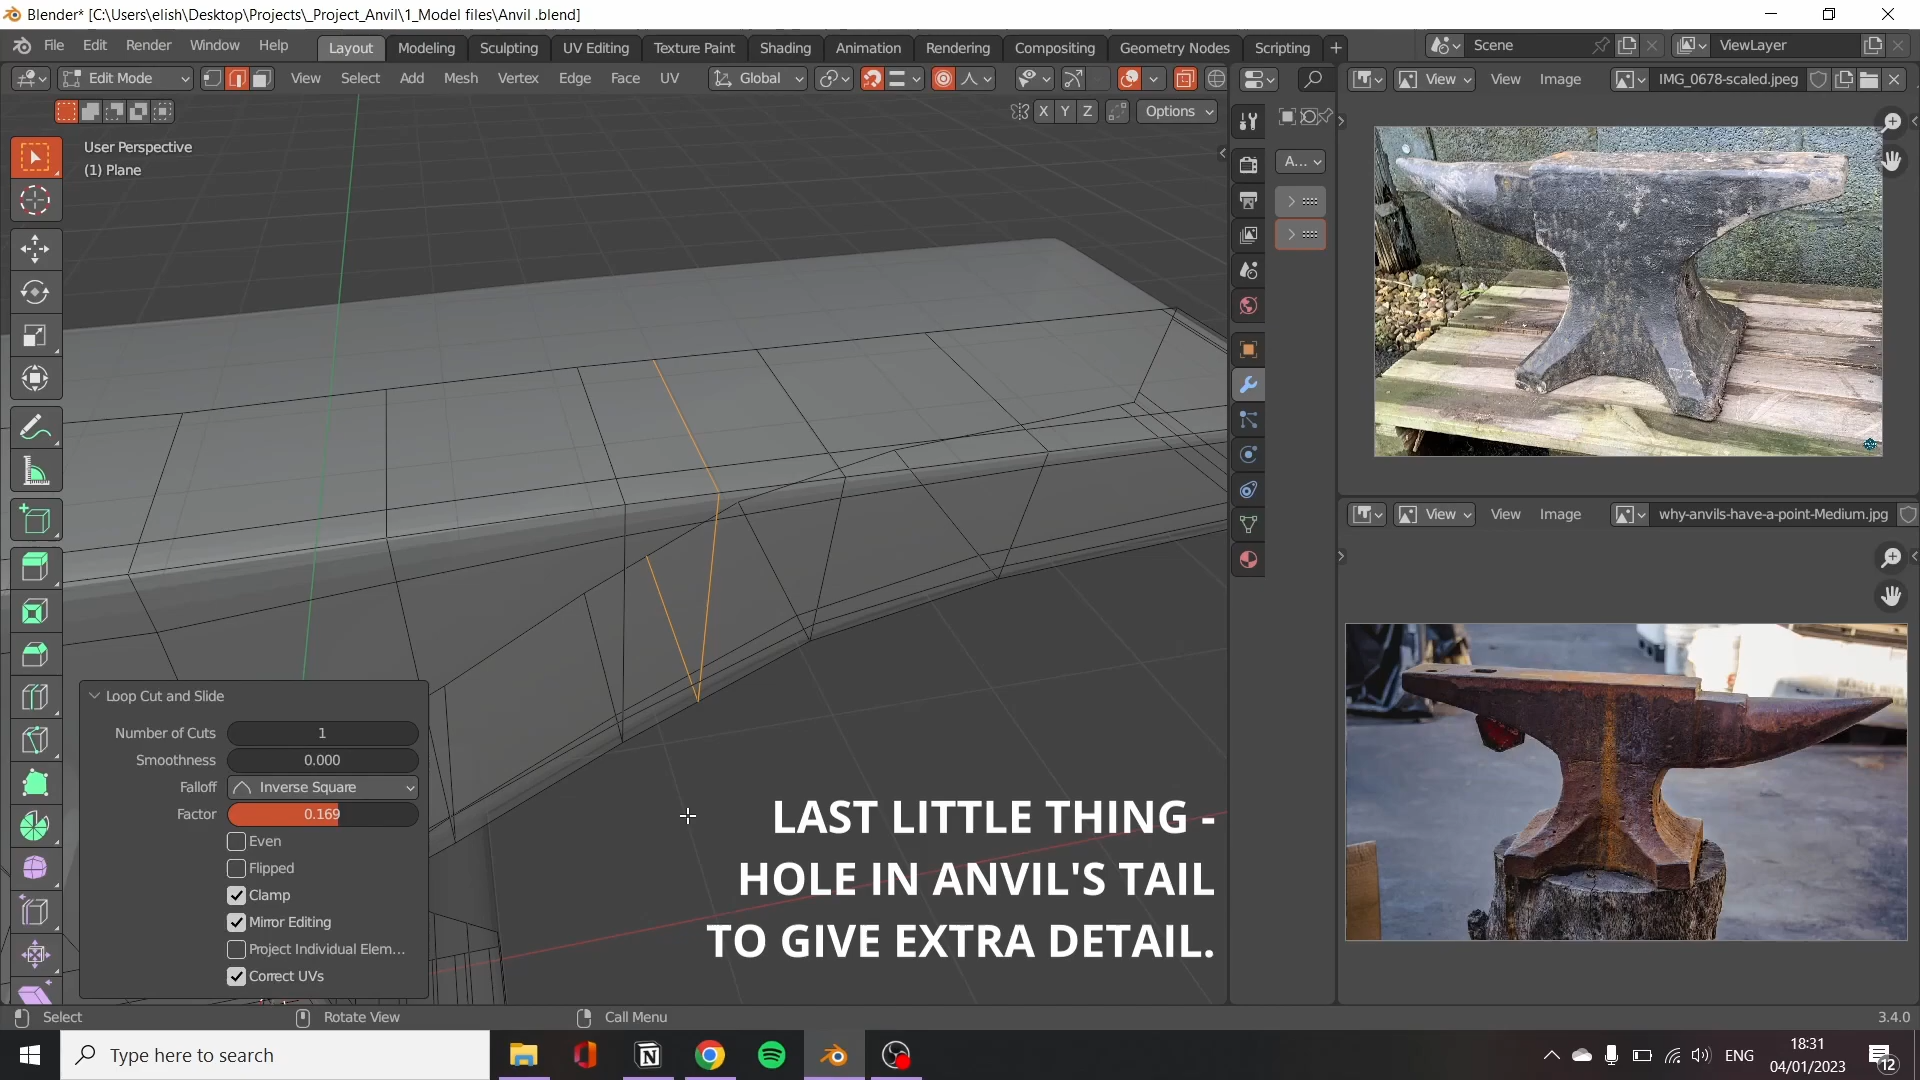 Blender* [C:\Users\elish\Desktop\Projects\_Project_Anvil\1_Model files\Anvil .blend]
File Edit Render Window Help Layout Modeling Sculpting UV Editing Texture Paint Shading Animation Rendering Compositing Geometry Nodes Scripting Scene ViewLayer
Edit Mode View Select Add Mesh Vertex Edge Face UV Global View View Image IMG_0678-scaled.jpeg
X Y Z Options
User Perspective
(1) Plane
A...
View View Image why-anvils-have-a-point-Medium.jpg
Loop Cut and Slide
Number of Cuts 1
Smoothness 0.000
Falloff Inverse Square
Factor 0.169
Even
Flipped
Clamp
Mirror Editing
Project Individual Elem...
Correct UVs
LAST LITTLE THING -
HOLE IN ANVIL'S TAIL
TO GIVE EXTRA DETAIL.
Select Rotate View Call Menu 3.4.0
Type here to search ENG 18:31
04/01/2023 12